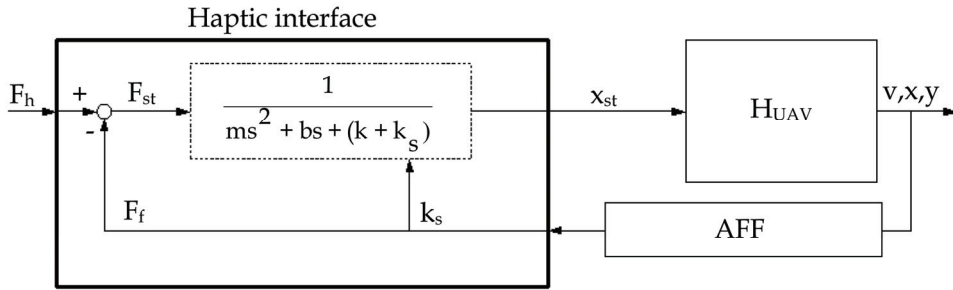 Haptic interface
F_h
+
-
F_st
1
ms^2 + bs + (k + k_s)
x_st
H_UAV
v,x,y
F_f
k_s
AFF